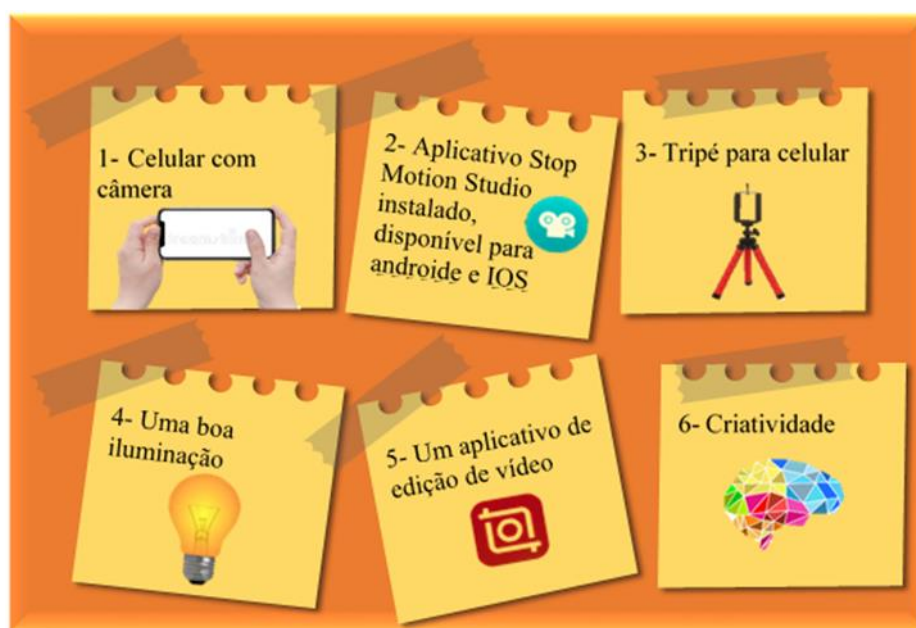 1- Celular com
câmera
2- Aplicativo Stop
Motion Studio
instalado,
disponível para
androide e IOS
3- Tripé para celular
4- Uma boa
iluminação
5- Um aplicativo de
edição de vídeo
6- Criatividade